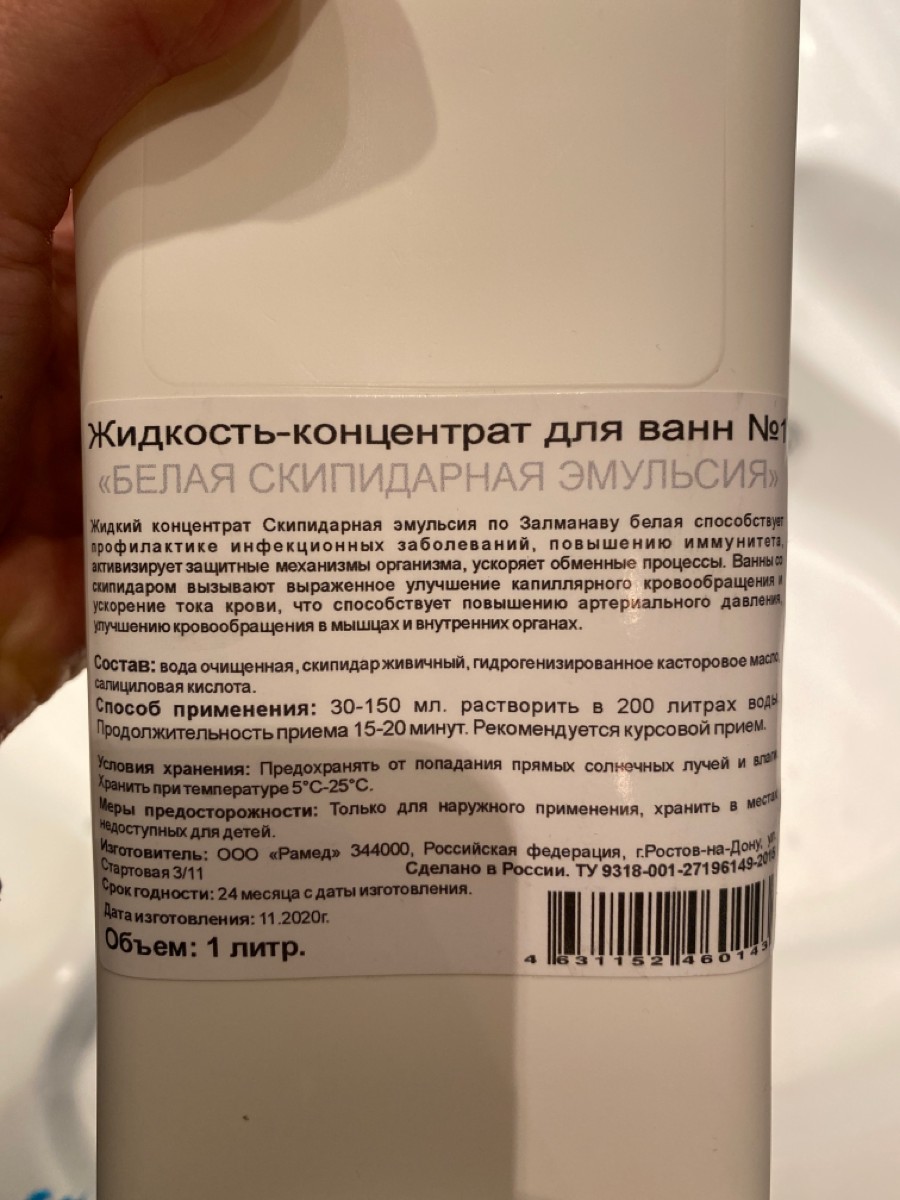 Жидкость-концентрат для ванн №1
«БЕЛАЯ СКИПИДАРНАЯ ЭМУЛЬСИЯ»
Жидкий концентрат Скипидарная эмульсия по Залманаву белая способствует
профилактике инфекционных заболеваний, повышению иммунитета,
активизирует защитные механизмы организма, ускоряет обменные процессы. Ванны со
скипидаром вызывают выраженное улучшение капиллярного кровообращения и
ускорение тока крови, что способствует повышению артериального давления,
улучшению кровообращения в мышцах и внутренних органах.
Состав: вода очищенная, скипидар живичный, гидрогенизированное касторовое масло,
салициловая кислота.
Способ применения: 30-150 мл. растворить в 200 литрах воды.
Продолжительность приема 15-20 минут. Рекомендуется курсовой прием.
Условия хранения: Предохранять от попадания прямых солнечных лучей и влаги.
Хранить при температуре 5°С-25°С.
Меры предосторожности: Только для наружного применения, хранить в местах,
недоступных для детей.
Изготовитель: ООО «Рамед» 344000, Российская федерация, г.Ростов-на-Дону, ул.
Стартовая 3/11 Сделано в России. ТУ 9318-001-27196149-2015
Срок годности: 24 месяца с даты изготовления.
Дата изготовления: 11.2020г.
Объем: 1 литр.
4 631152 460143